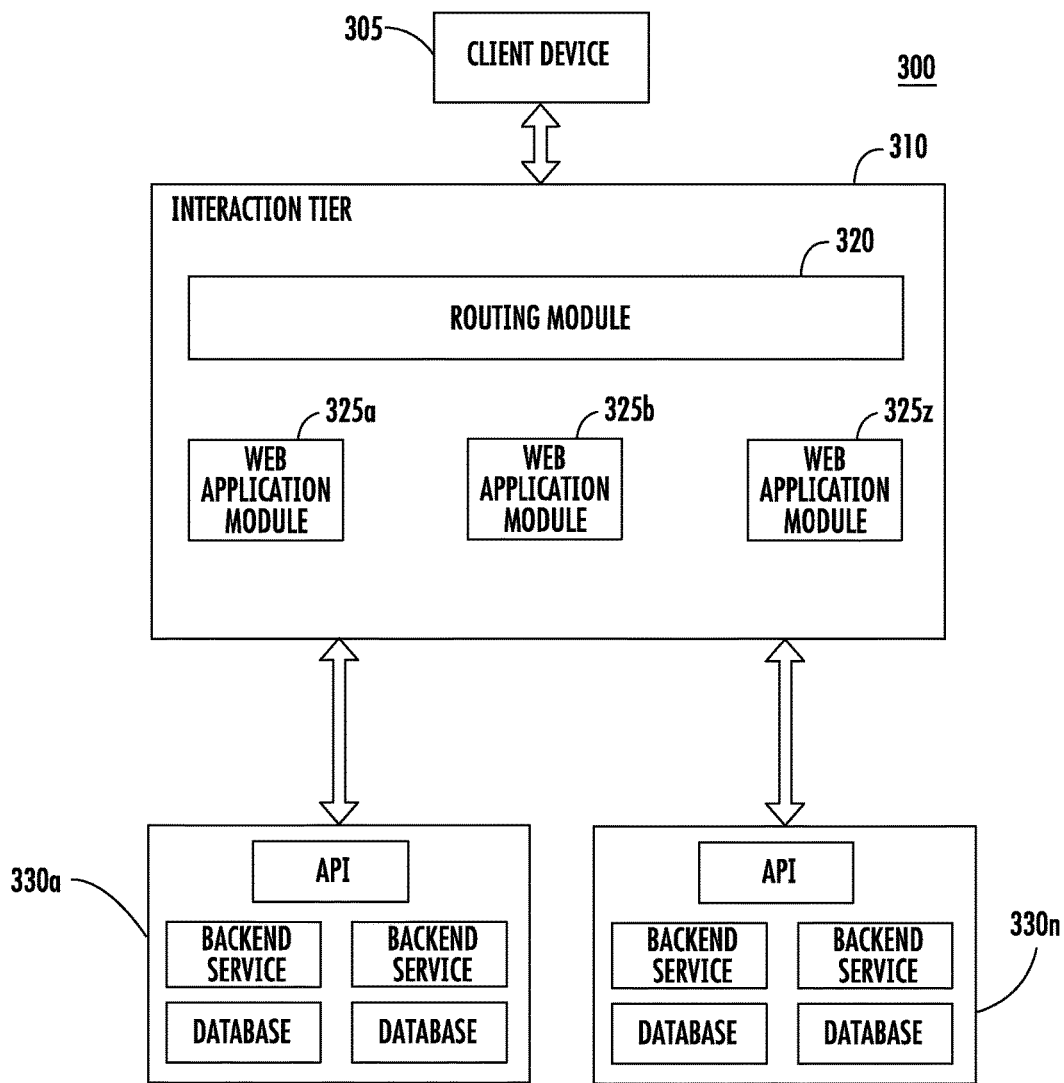 305
CLIENT DEVICE
300
310
INTERACTION TIER
320
ROUTING MODULE
325a
325b
325z
WEB
APPLICATION
MODULE
WEB
APPLICATION
MODULE
WEB
APPLICATION
MODULE
330a
API
BACKEND
SERVICE
BACKEND
SERVICE
DATABASE
DATABASE
API
330n
BACKEND
SERVICE
BACKEND
SERVICE
DATABASE
DATABASE